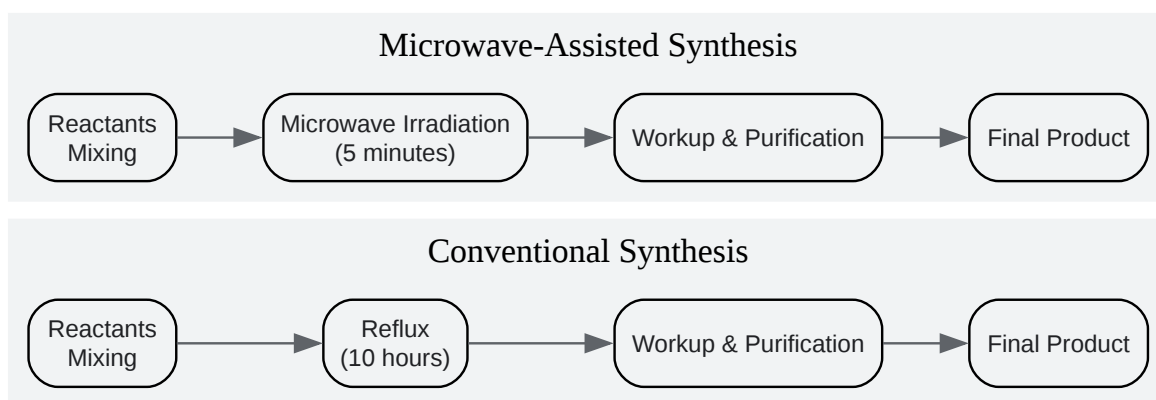 Microwave-Assisted Synthesis
Reactants
Mixing
Microwave Irradiation
(5 minutes)
Workup & Purification
Final Product
Conventional Synthesis
Reactants
Mixing
Reflux
(10 hours)
Workup & Purification
Final Product